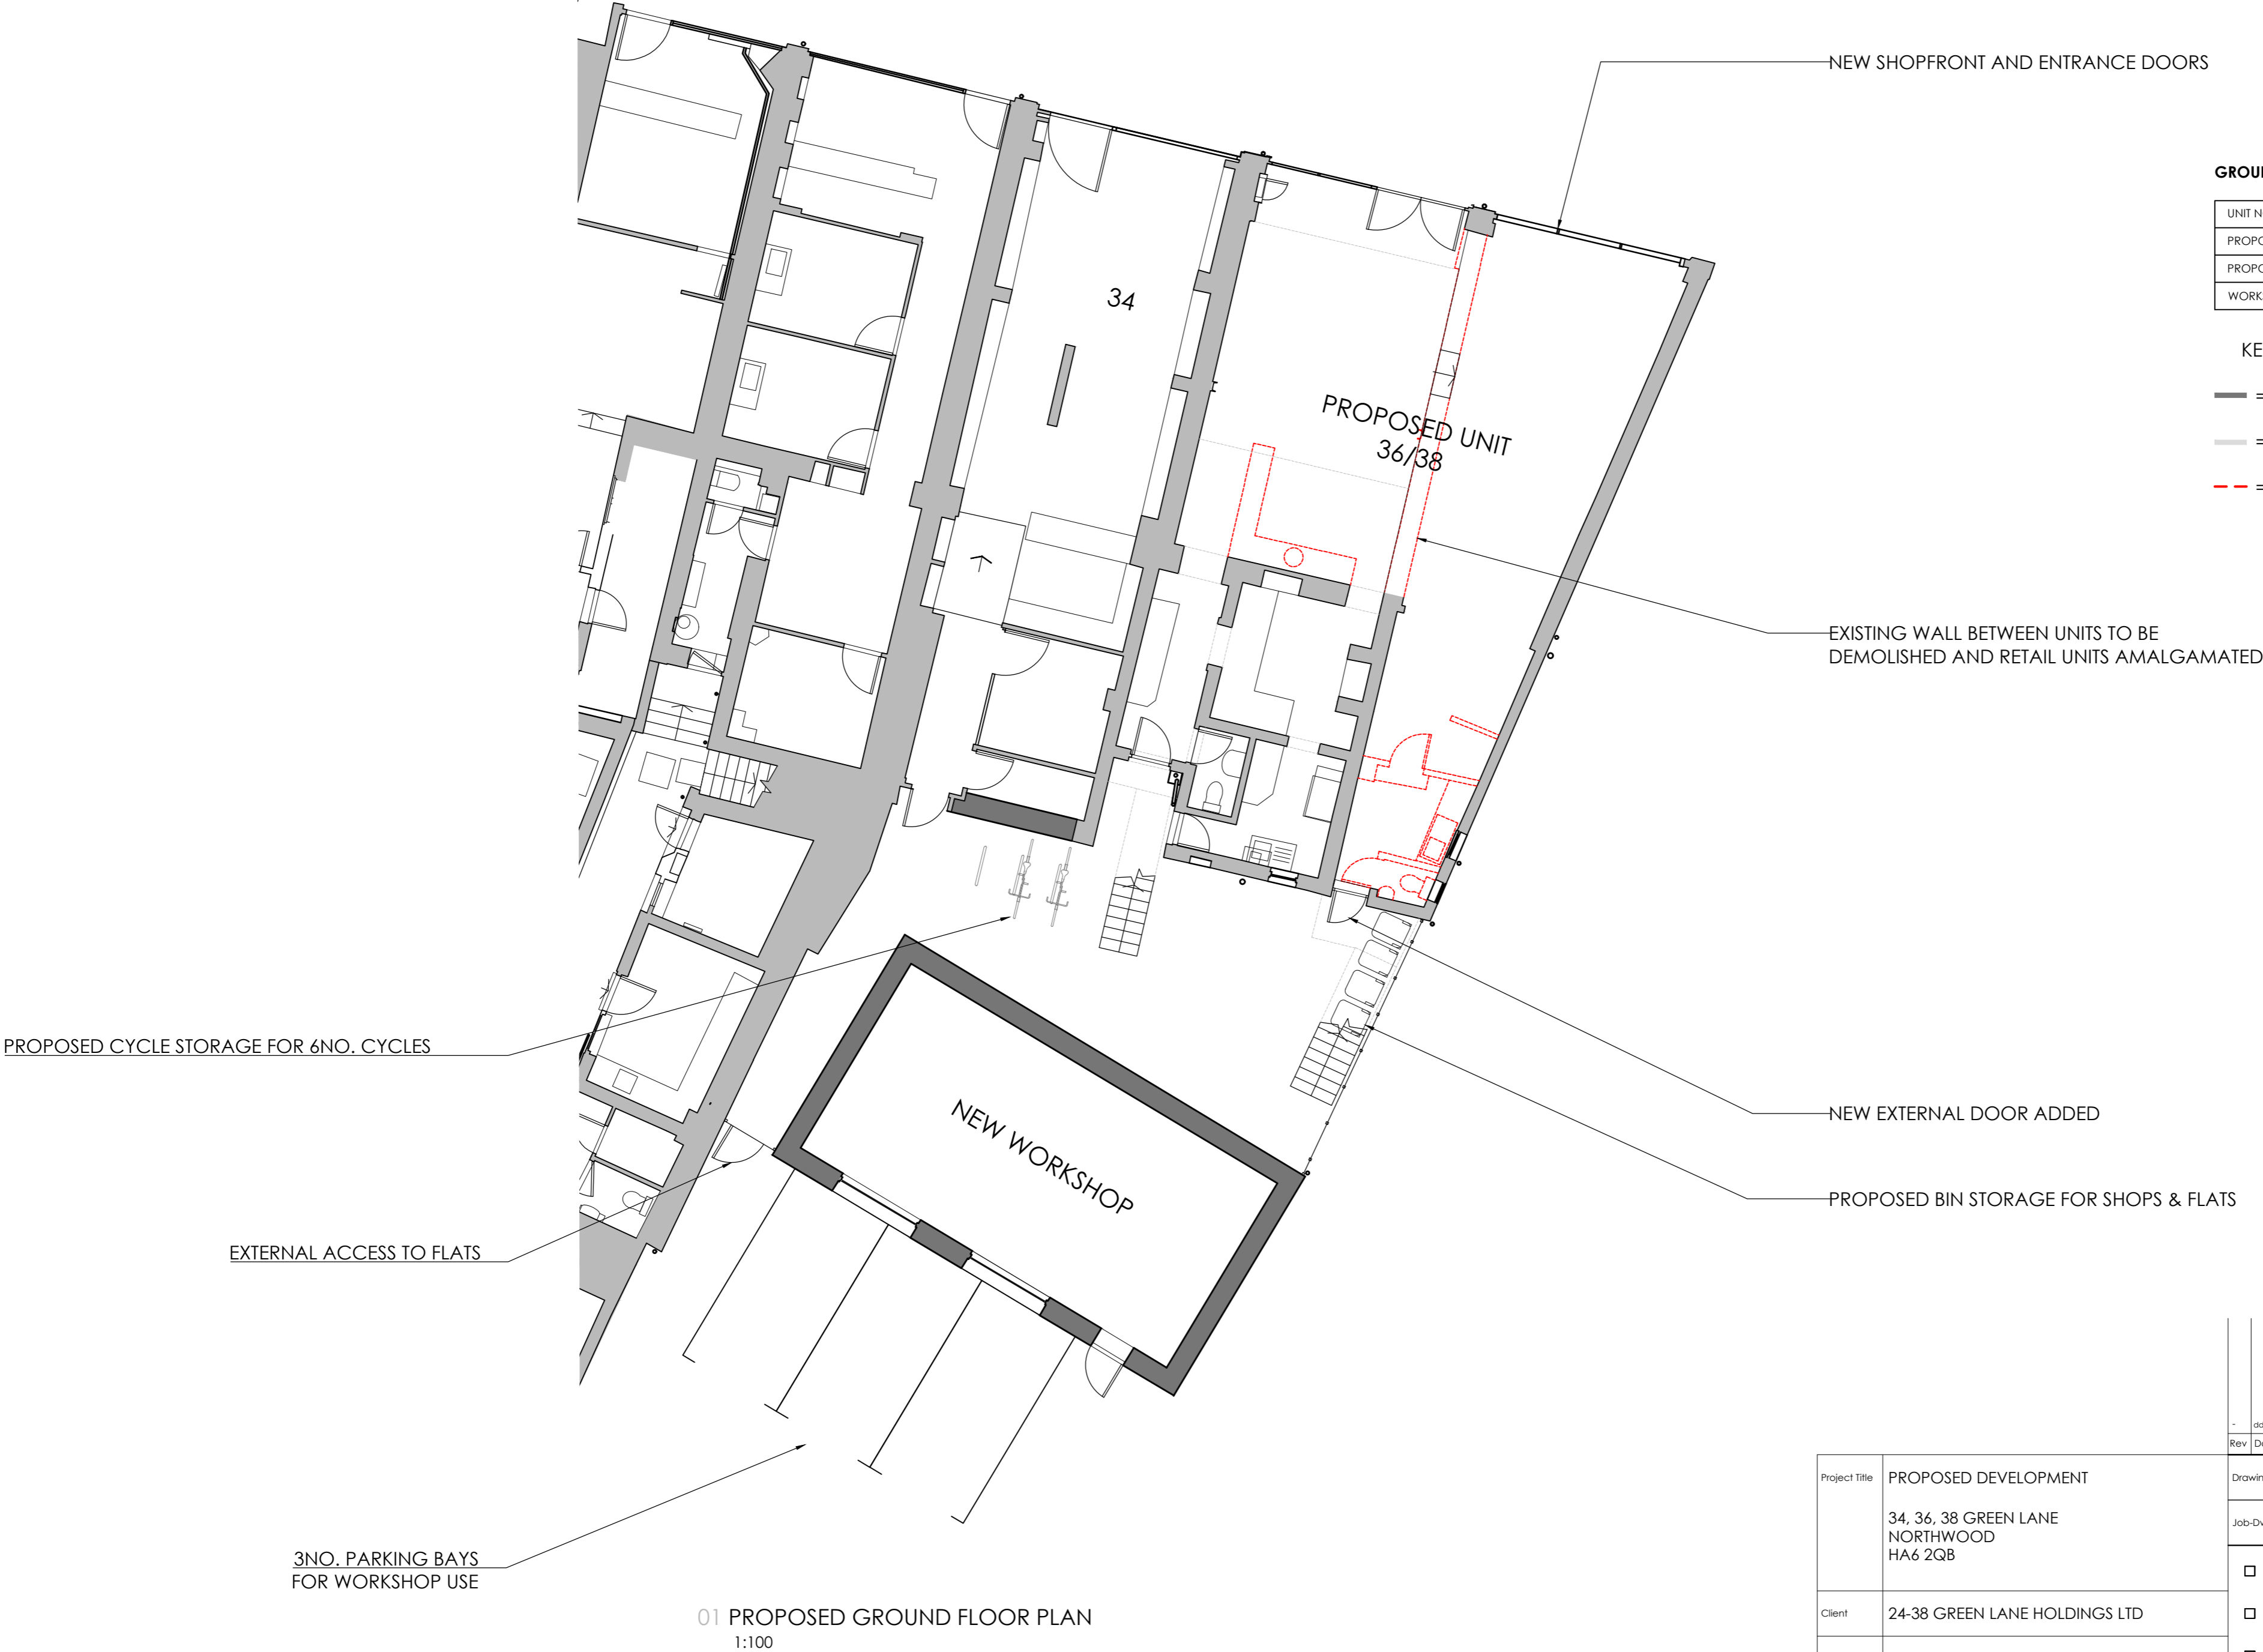 NEW SHOPFRONT AND ENTRANCE DOORS
34
PROPOSED UNIT
36/38
EXISTING WALL BETWEEN UNITS TO BE
DEMOLISHED AND RETAIL UNITS AMALGAMATED
PROPOSED CYCLE STORAGE FOR 6NO. CYCLES
NEW WORKSHOP
NEW EXTERNAL DOOR ADDED
PROPOSED BIN STORAGE FOR SHOPS & FLATS
EXTERNAL ACCESS TO FLATS
3NO. PARKING BAYS
FOR WORKSHOP USE
01 PROPOSED GROUND FLOOR PLAN
1:100
Rev
Project Title PROPOSED DEVELOPMENT
34, 36, 38 GREEN LANE
NORTHWOOD
HA6 2QB
Client 24-38 GREEN LANE HOLDINGS LTD